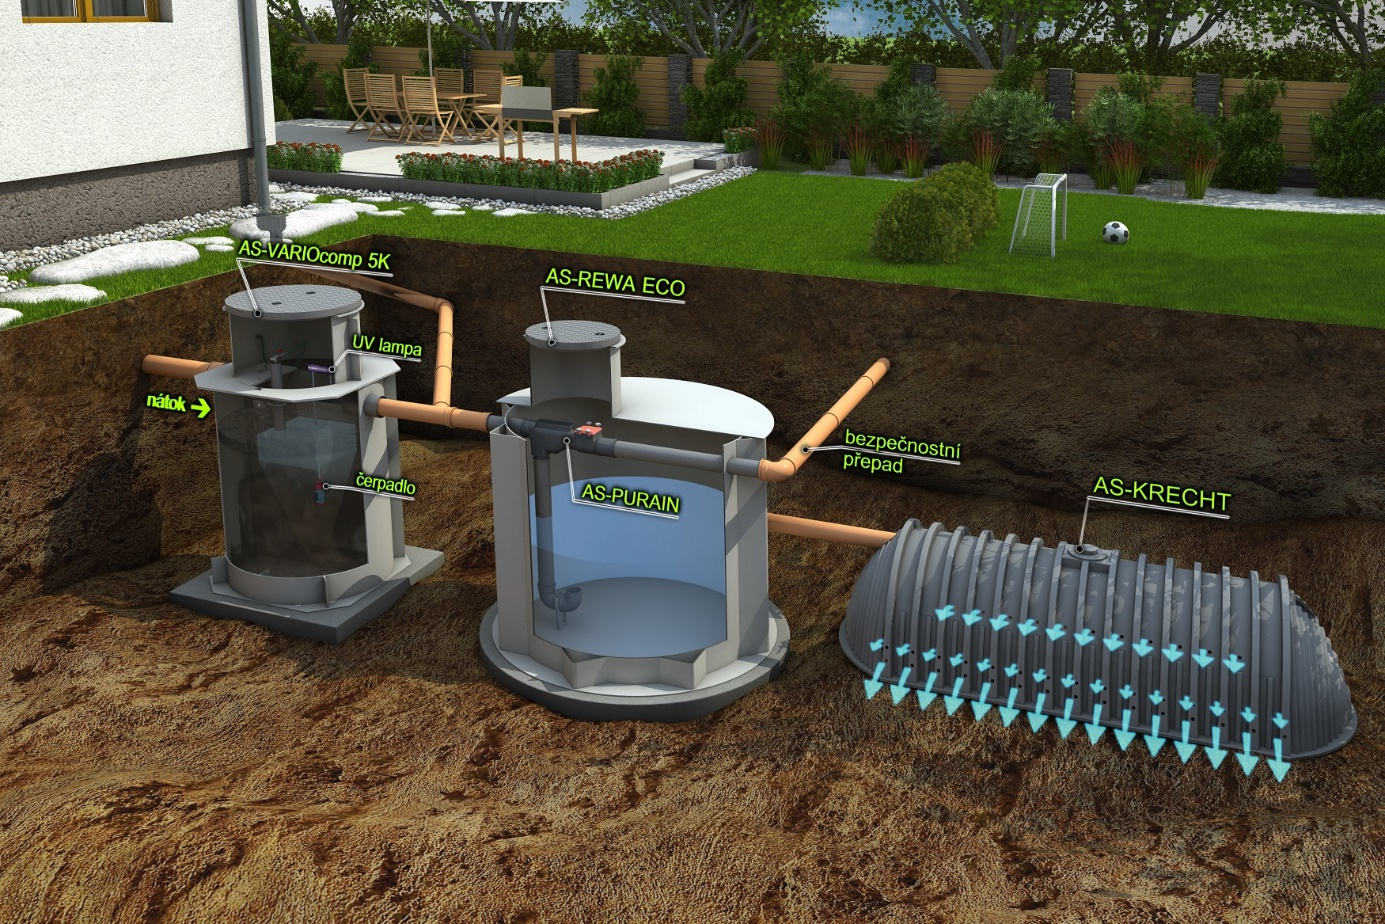 AS-VARIOcomp 5K
AS-REWA ECO
UV lampa
nátok
čerpadlo
AS-PURAIN
bezpečnostní
přepad
AS-KRECHT